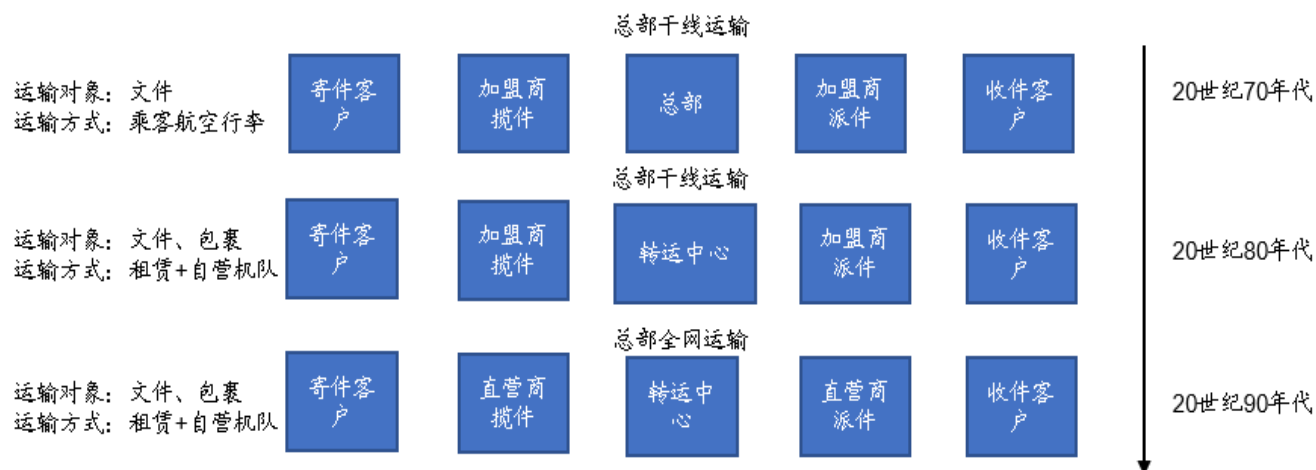 总部干线运输
运输对象：文件
运输方式：乘客航空行李
寄件客
户
加盟商
揽件
总部
加盟商
派件
收件客
户
20世纪70年代
总部干线运输
运输对象：文件、包裹
运输方式：租赁+自营机队
寄件客
户
加盟商
揽件
转运中心
加盟商
派件
收件客
户
20世纪80年代
总部全网运输
运输对象：文件、包裹
运输方式：租赁+自营机队
寄件客
户
直营商
揽件
转运中
心
直营商
派件
收件客
户
20世纪90年代